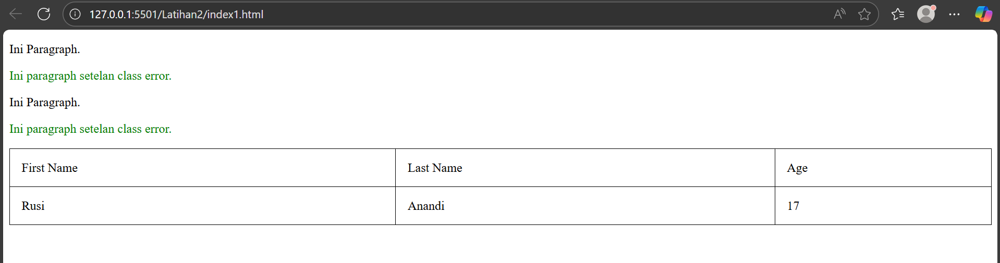 127.0.0.1:5501/Latihan2/index1.html
Ini Paragraph.
Ini paragraph setelan class error.
Ini Paragraph.
Ini paragraph setelan class error.
First Name Last Name Age
Rusi Anandi 17